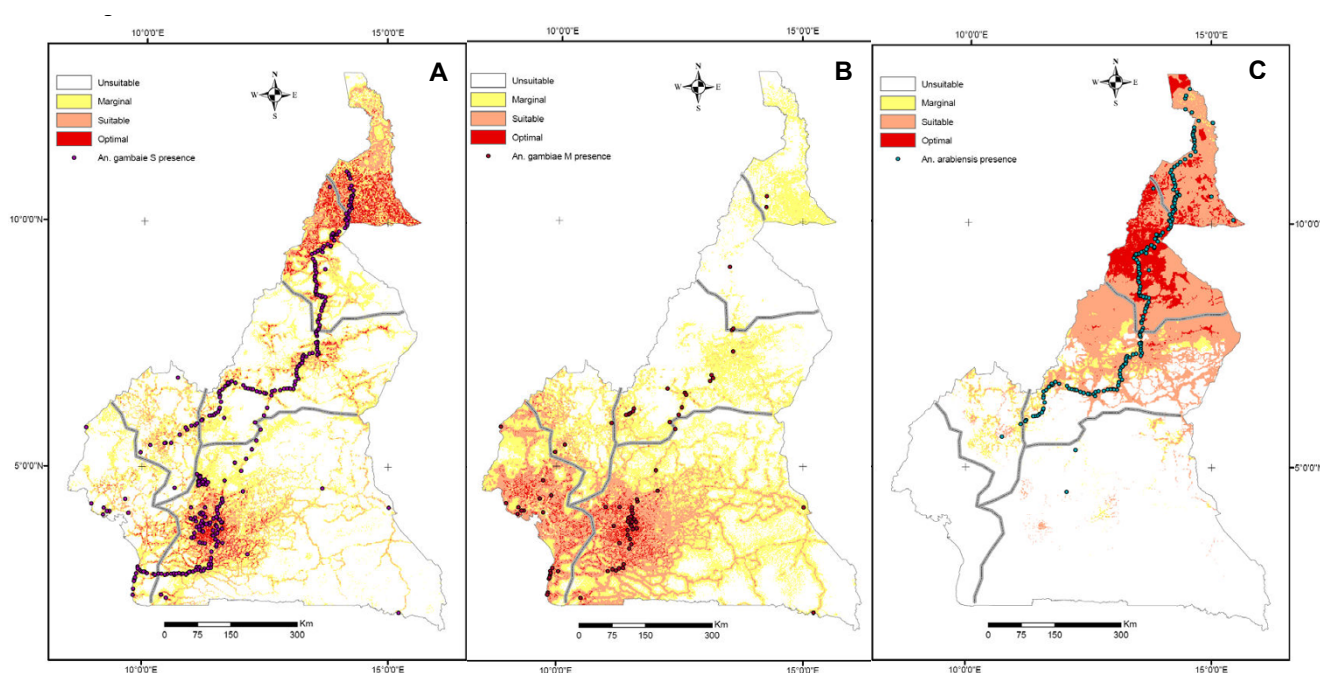 10°0'0"E 15°0'0"E
A
N
W E
S
Unsuitable
Marginal
Suitable
Optimal
An. gambaie S presence
10°0'0"N
5°0'0"N
Km
0 75 150 300
10°0'0"E 15°0'0"E
10°0'0"E 15°0'0"E
B
N
W E
S
Unsuitable
Marginal
Suitable
Optimal
An. gambiae M presence
Km
0 75 150 300
10°0'0"E 15°0'0"E
10°0'0"E 15°0'0"E
C
N
W E
S
Unsuitable
Marginal
Suitable
Optimal
An. arabiensis presence
10°0'0"N
5°0'0"N
Km
0 75 150 300
10°0'0"E 15°0'0"E